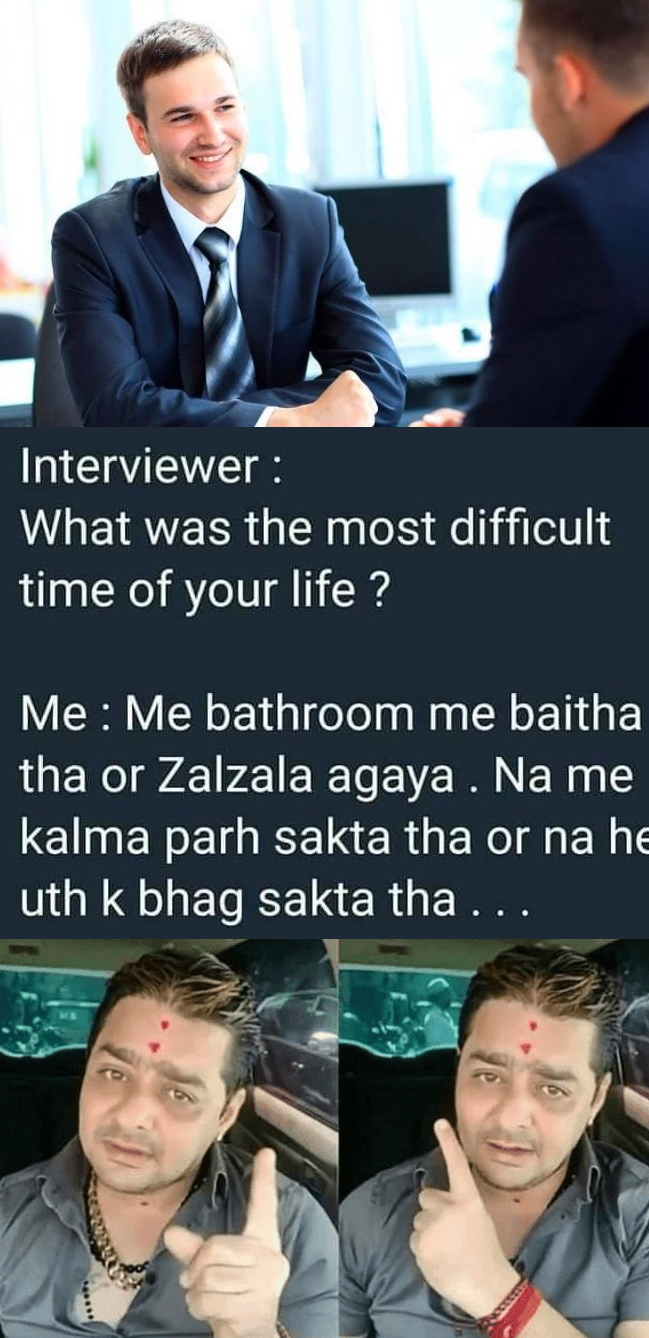 Interviewer :
What was the most difficult
time of your life ?
Me : Me bathroom me baitha
tha or Zalzala agaya . Na me
kalma parh sakta tha or na he
uth k bhag sakta tha . . .